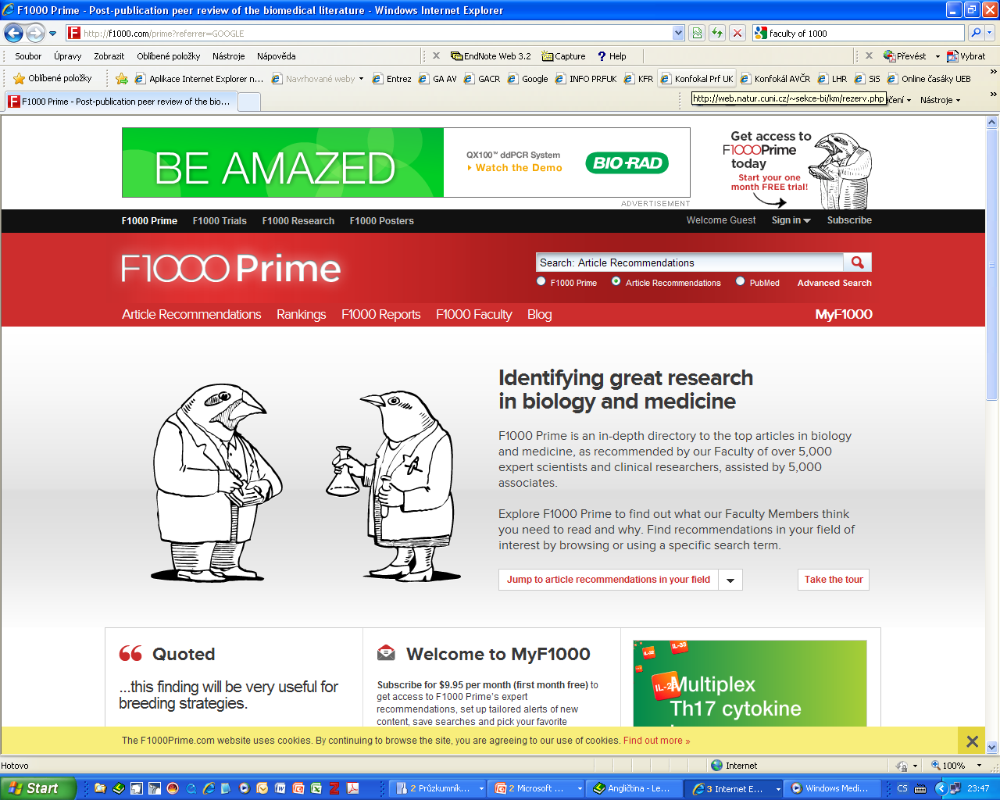 F1000 Prime - Post-publication peer review of the biomedical literature - Windows Internet Explorer
http://f1000.com/prime?referrer=GOOGLE
faculty of 1000
Soubor Úpravy Zobrazit Oblíbené položky Nástroje Nápověda
EndNote Web 3.2 Capture Help
Převést Vybrat
Oblíbené položky
Aplikace Internet Explorer n... Navrhované weby Entrez GA AV GACR Google INFO PRFUK KFR Konfokal Prf UK Konfokál AVČR LHR SiS Online časáky UEB
F1000 Prime - Post-publication peer review of the bio...
http://web.natur.cuni.cz/~sekce-bi/km/rezerv.php
Nástroje
BE AMAZED
QX100™ ddPCR System
Watch the Demo
BIO-RAD
ADVERTISEMENT
Get access to
F1000Prime
today
Start your one
month FREE trial!
F1000 Prime F1000 Trials F1000 Research F1000 Posters
Welcome Guest Sign in Subscribe
F1000 Prime
Search: Article Recommendations
F1000 Prime Article Recommendations PubMed Advanced Search
Article Recommendations Rankings F1000 Reports F1000 Faculty Blog
MyF1000
Identifying great research
in biology and medicine
F1000 Prime is an in-depth directory to the top articles in biology
and medicine, as recommended by our Faculty of over 5,000
expert scientists and clinical researchers, assisted by 5,000
associates.
Explore F1000 Prime to find out what our Faculty Members think
you need to read and why. Find recommendations in your field of
interest by browsing or using a specific search term.
Jump to article recommendations in your field
Take the tour
Quoted
...this finding will be very useful for
breeding strategies.
Welcome to MyF1000
Subscribe for $9.95 per month (first month free) to
get access to F1000 Prime's expert
recommendations, set up tailored alerts of new
content, save searches and pick your favorite
Multiplex
Th17 cytokine
The F1000Prime.com website uses cookies. By continuing to browse the site, you are agreeing to our use of cookies. Find out more »
Hotovo
Internet
100%
Start
2 Průzkumník...
2 Microsoft ...
Angličtina - Le...
3 Internet E...
Windows Medi...
CS
23:47